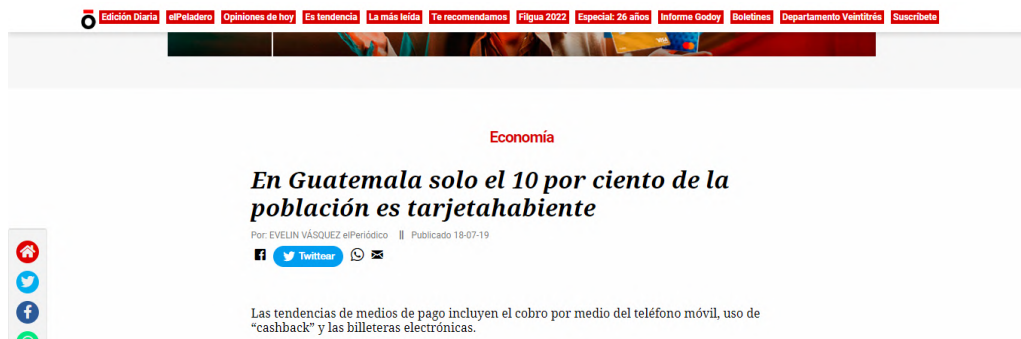 Edición Diaria elPeladero Opiniones de hoy Es tendencia La más leída Te recomendamos Filgua 2022 Especial: 26 años Informe Godoy Boletines Departamento Veintitrés Suscríbete
VISA
Economía
En Guatemala solo el 10 por ciento de la
población es tarjetahabiente
Por: EVELIN VÁSQUEZ elPeriódico || Publicado 18-07-19
Twittear
Las tendencias de medios de pago incluyen el cobro por medio del teléfono móvil, uso de
“cashback” y las billeteras electrónicas.